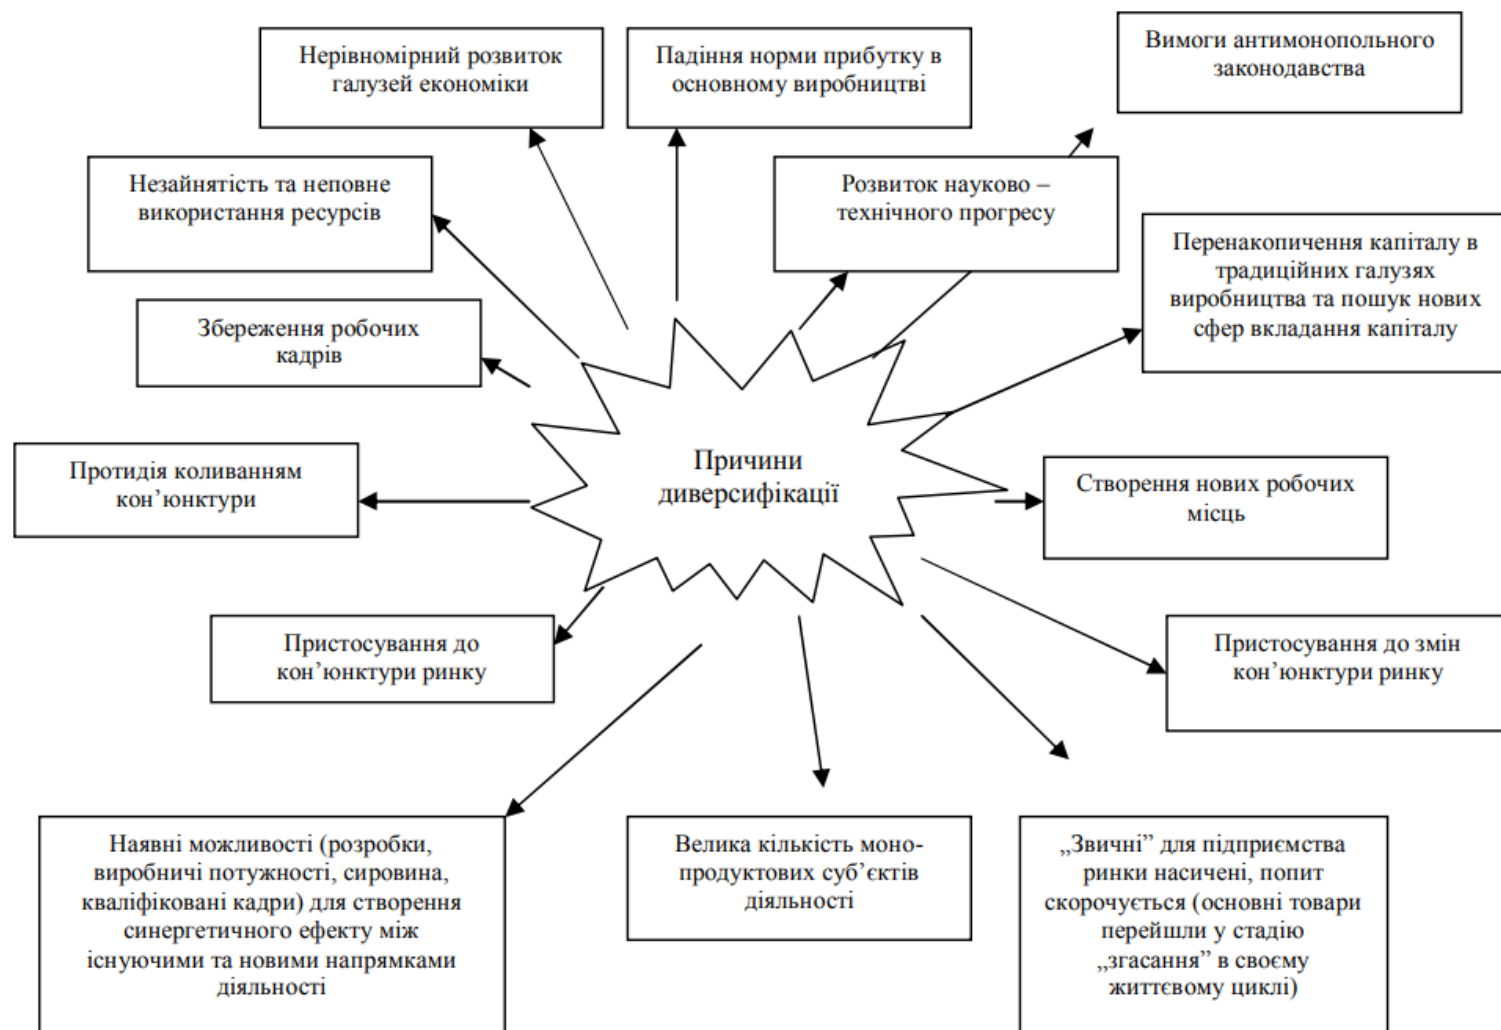 Нерівномірний розвиток
галузей економіки
Падіння норми прибутку в
основному виробництві
Вимоги антимонопольного
законодавства
Незайнятість та неповне
використання ресурсів
Розвиток науково –
технічного прогресу
Перенакопичення капіталу в
традиційних галузях
виробництва та пошук нових
сфер вкладання капіталу
Збереження робочих
кадрів
Причини
диверсифікації
Протидія коливанням
кон’юнктури
Створення нових робочих
місць
Пристосування до
кон’юнктури ринку
Пристосування до змін
кон’юнктури ринку
Наявні можливості (розробки,
виробничі потужності, сировина,
кваліфіковані кадри) для створення
синергетичного ефекту між
існуючими та новими напрямками
діяльності
Велика кількість моно-
продуктових суб’єктів
діяльності
„Звичні” для підприємства
ринки насичені, попит
скорочується (основні товари
перейшли у стадію
„згасання” в своєму
життєвому циклі)